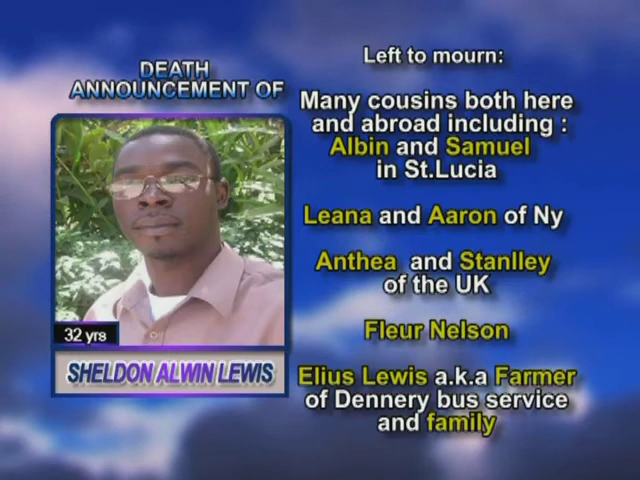 DEATH
ANNOUNCEMENT OF
32 yrs
SHELDON ALWIN LEWIS
Left to mourn:
Many cousins both here
and abroad including :
Albin and Samuel
in St.Lucia
Leana and Aaron of Ny
Anthea and Stanlley
of the UK
Fleur Nelson
Elius Lewis a.k.a Farmer
of Dennery bus service
and family